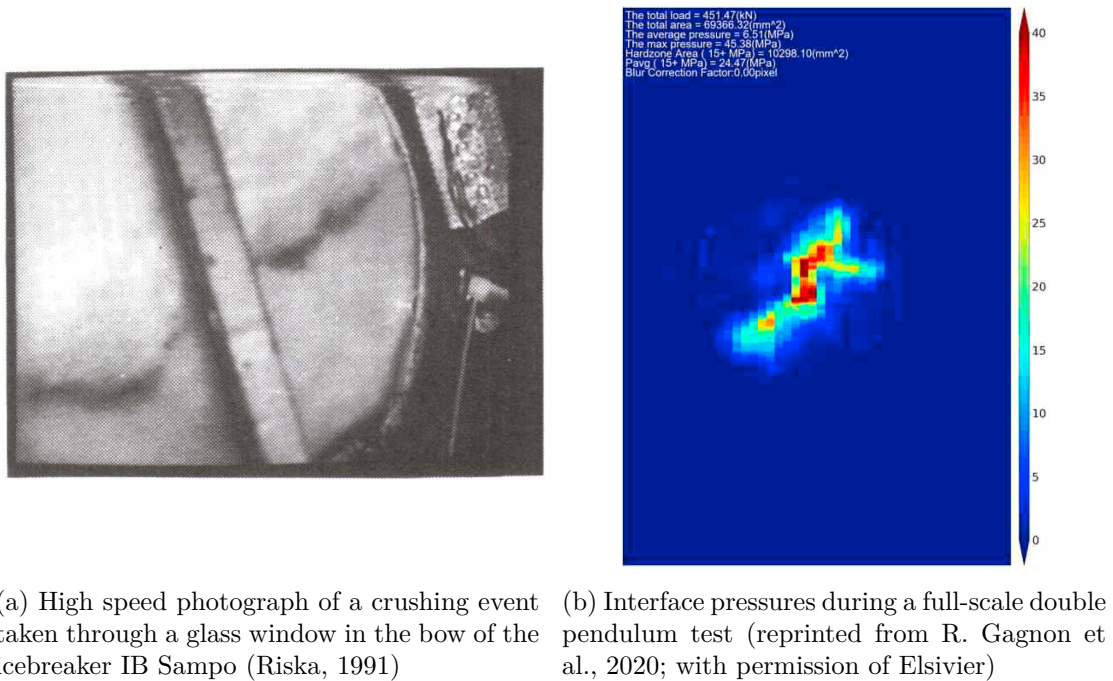 The total load = 451.47(kN)
The total area = 69366.32(mm^2)
The average pressure = 6.51(MPa)
The max pressure = 45.38(MPa)
Hardzone Area ( 15+ MPa) = 10298.10(mm^2)
Pavg ( 15+ MPa) = 24.47(MPa)
Blur Correction Factor:0.00pixel
40
35
30
25
20
15
10
5
0
(a) High speed photograph of a crushing event
taken through a glass window in the bow of the
icebreaker IB Sampo (Riska, 1991)
(b) Interface pressures during a full-scale double
pendulum test (reprinted from R. Gagnon et
al., 2020; with permission of Elsivier)